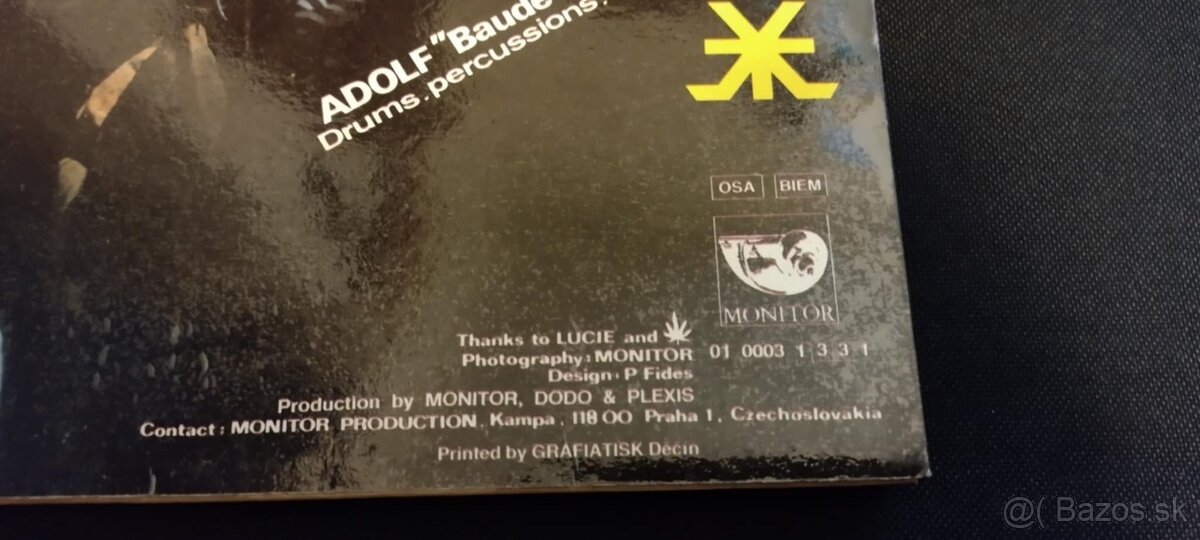 ADOLF "Baude
Drums.percussions.
OSA BIEM
MONITOR
01 0003 1 3 3 1
Thanks to LUCIE and
Photography: MONITOR
Design: P Fides
Production by MONITOR, DODO & PLEXIS
Contact: MONITOR PRODUCTION. Kampa. 118 00 Praha 1, Czechoslovakia
Printed by GRAFIATISK Děčín
@( Bazos.sk